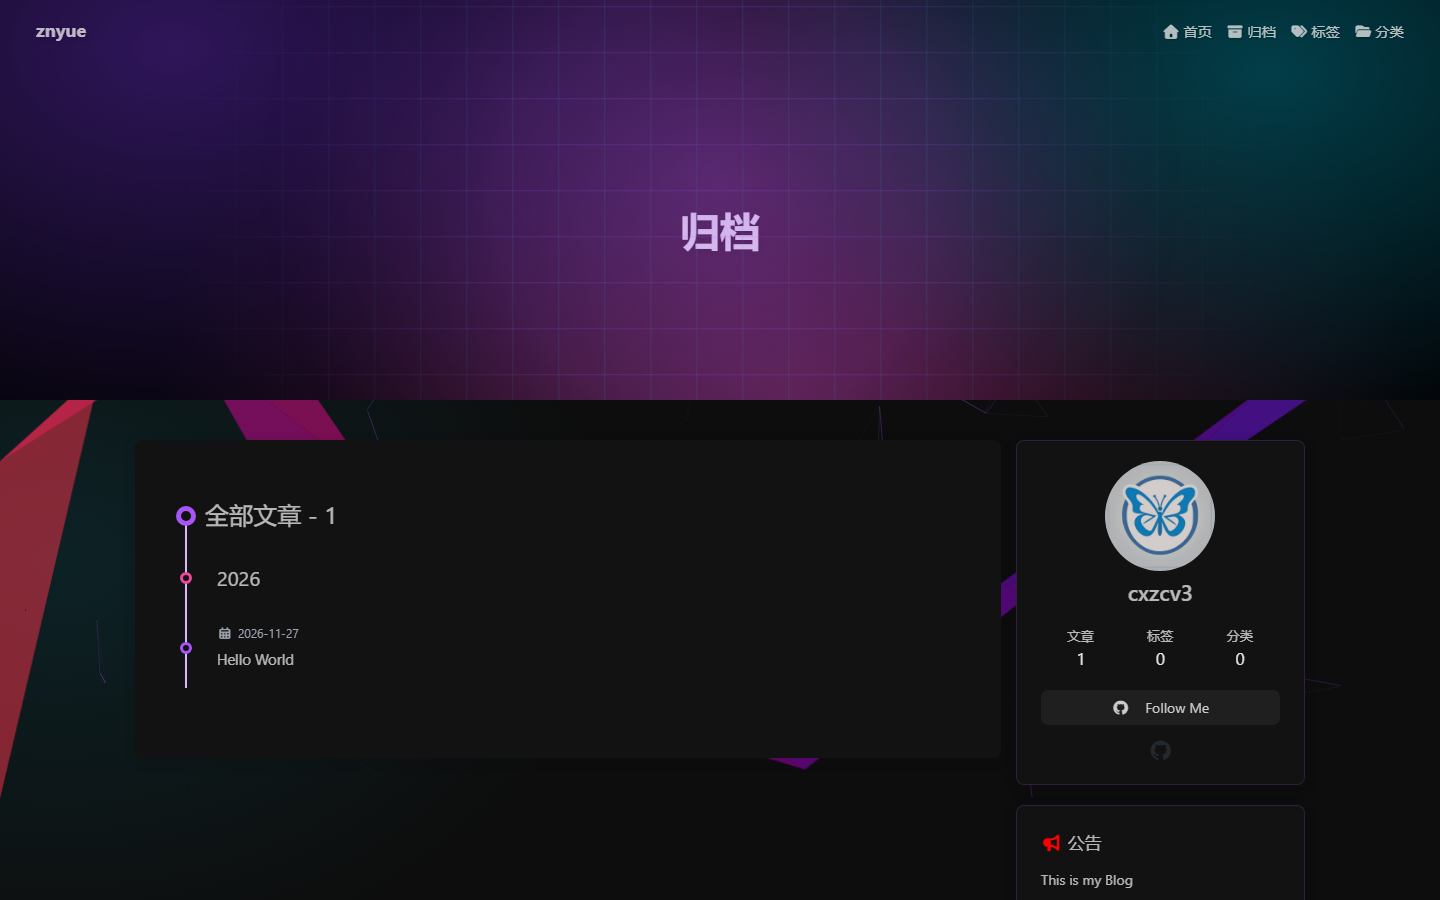 znyue
首页 归档 标签 分类
归档
全部文章 - 1
2026
2026-11-27
Hello World
cxzcv3
文章 标签 分类
1 0 0
Follow Me
公告
This is my Blog